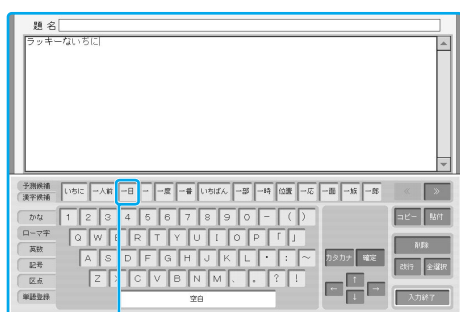 題 名
ラッキーないちに
予測候補
漢字候補
いちに 一人前 一日 一 一度 一番 いちばん 一部 一時 位置 一応 一面 一族 一部
« »
かな 1 2 3 4 5 6 7 8 9 0 - ( ) コピー 貼付
ローマ字 Q W E R T Y U I O P 「 」
英数 A S D F G H J K L ・ : ~ カタカナ 確定 削除
記号 Z X C V B N M 、 。 ? ! ↑ 改行 全選択
区点 ← ↓ →
単語登録 空白 入力終了